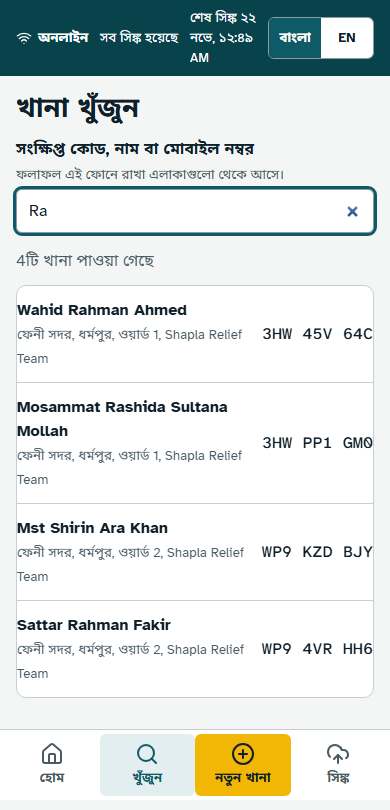 অনলাইন সব সিঙ্ক হয়েছে শেষ সিঙ্ক ২২ নভে, ১২:৪৯ AM বাংলা EN
খানা খুঁজুন
সংক্ষিপ্ত কোড, নাম বা মোবাইল নম্বর
ফলাফল এই ফোনে রাখা এলাকাগুলো থেকে আসে।
Ra
4টি খানা পাওয়া গেছে
Wahid Rahman Ahmed
ফেনী সদর, ধর্মপুর, ওয়ার্ড 1, Shapla Relief
Team
3HW 45V 64C
Mosammat Rashida Sultana
Mollah
ফেনী সদর, ধর্মপুর, ওয়ার্ড 1, Shapla Relief
Team
3HW PP1 GM0
Mst Shirin Ara Khan
ফেনী সদর, ধর্মপুর, ওয়ার্ড 2, Shapla Relief
Team
WP9 KZD BJY
Sattar Rahman Fakir
ফেনী সদর, ধর্মপুর, ওয়ার্ড 2, Shapla Relief
Team
WP9 4VR HH6
হোম খুঁজুন নতুন খানা সিঙ্ক